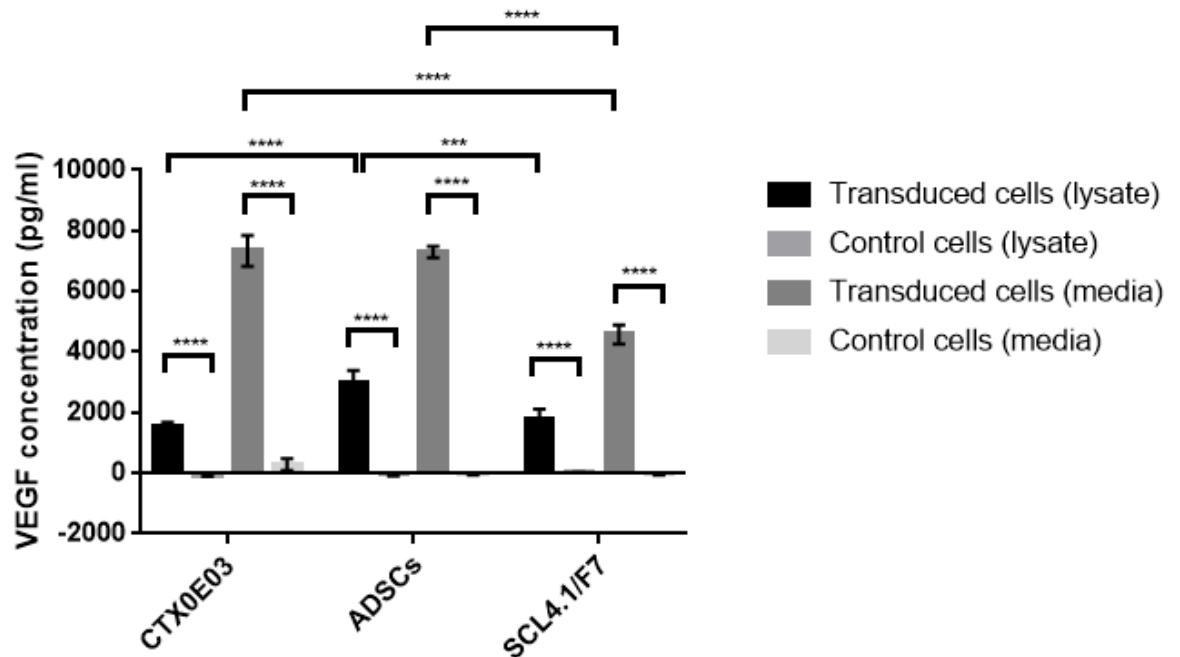 ****
****
**** ***
**** ****
****
****
****
****
VEGF concentration (pg/ml)
10000
8000
6000
4000
2000
0
-2000
CTX0E03
ADSCs
SCL4.1/F7
Transduced cells (lysate)
Control cells (lysate)
Transduced cells (media)
Control cells (media)